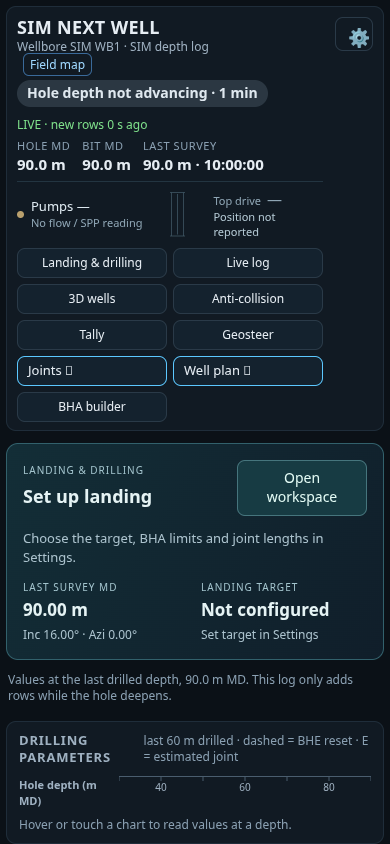 SIM NEXT WELL
Wellbore SIM WB1 · SIM depth log
Field map
Hole depth not advancing · 1 min
LIVE · new rows 0 s ago
HOLE MD BIT MD LAST SURVEY
90.0 m 90.0 m 90.0 m · 10:00:00
Pumps —
No flow / SPP reading
Top drive —
Position not
reported
Landing & drilling Live log
3D wells Anti-collision
Tally Geosteer
Joints Well plan
BHA builder
LANDING & DRILLING
Set up landing
Open
workspace
Choose the target, BHA limits and joint lengths in
Settings.
LAST SURVEY MD LANDING TARGET
90.00 m Not configured
Inc 16.00° · Azi 0.00° Set target in Settings
Values at the last drilled depth, 90.0 m MD. This log only adds
rows while the hole deepens.
DRILLING
PARAMETERS
last 60 m drilled · dashed = BHE reset · E
= estimated joint
Hole depth (m
MD)
40 60 80
Hover or touch a chart to read values at a depth.